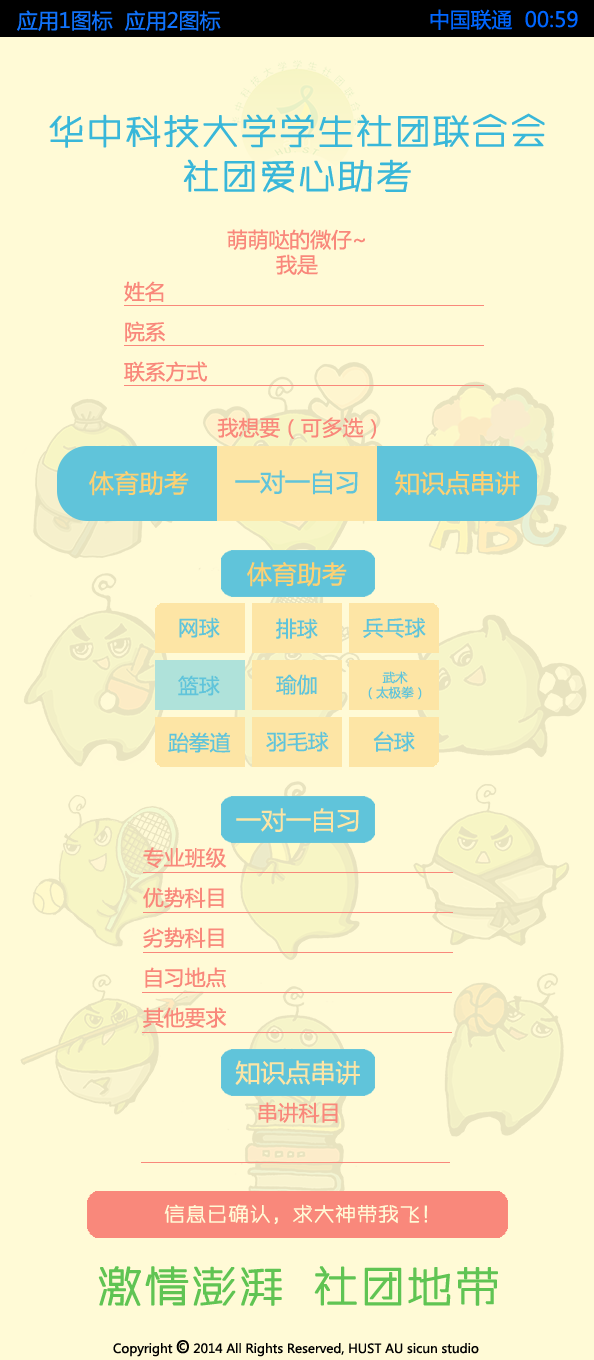 应用1图标 应用2图标 中国联通 00:59
华中科技大学学生社团联合会
社团爱心助考
萌萌哒的微仔~
我是
姓名
院系
联系方式
我想要（可多选）
体育助考 一对一自习 知识点串讲
体育助考
网球 排球 兵乓球
篮球 瑜伽 武术
（太极拳）
跆拳道 羽毛球 台球
一对一自习
专业班级
优势科目
劣势科目
自习地点
其他要求
知识点串讲
串讲科目
信息已确认，求大神带我飞！
激情澎湃 社团地带
Copyright © 2014 All Rights Reserved, HUST AU sicun studio
ABC